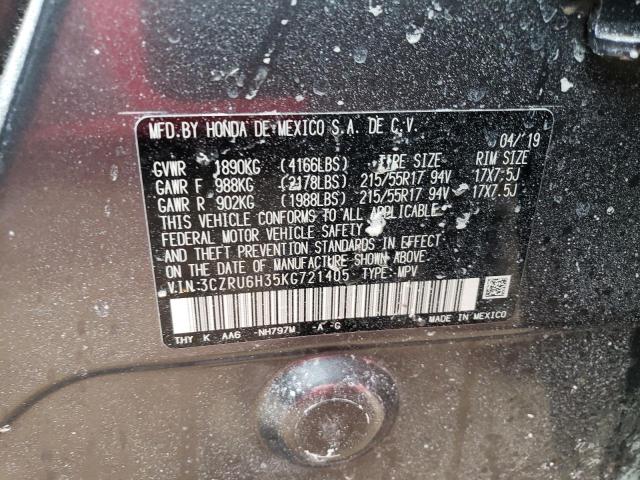 MFD.BY HONDA DE MEXICO S.A. DE C.V.
04/'19
GVWR 1890KG (4166LBS) TIRE SIZE RIM SIZE
GAWR F 988KG (2178LBS) 215/55R17 94V 17X7.5J
GAWR R 902KG (1988LBS) 215/55R17 94V 17X7.5J
THIS VEHICLE CONFORMS TO ALL APPLICABLE
FEDERAL MOTOR VEHICLE SAFETY
AND THEFT PREVENTION STANDARDS IN EFFECT
ON THE DATE OF MANUFACTURE SHOWN ABOVE.
V.I.N:3CZRU6H35KG721405 TYPE: MPV
THY K AA6 NH797M -A G
MADE IN MEXICO